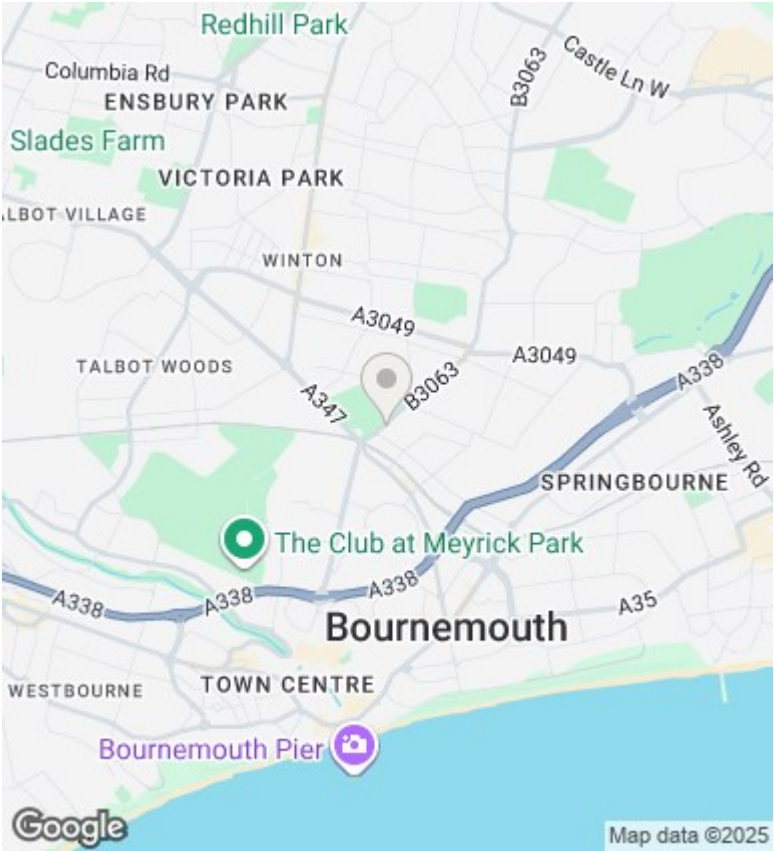 Redhill Park
Columbia Rd
ENSBURY PARK
B3063
Castle Ln W
Slades Farm
VICTORIA PARK
LBOT VILLAGE
WINTON
A3049
A3049
TALBOT WOODS
A347
B3063
A338
Ashley Rd
SPRINGBOURNE
The Club at Meyrick Park
A338
A338
A338
A35
Bournemouth
WESTBOURNE
TOWN CENTRE
Bournemouth Pier
Google
Map data ©2025